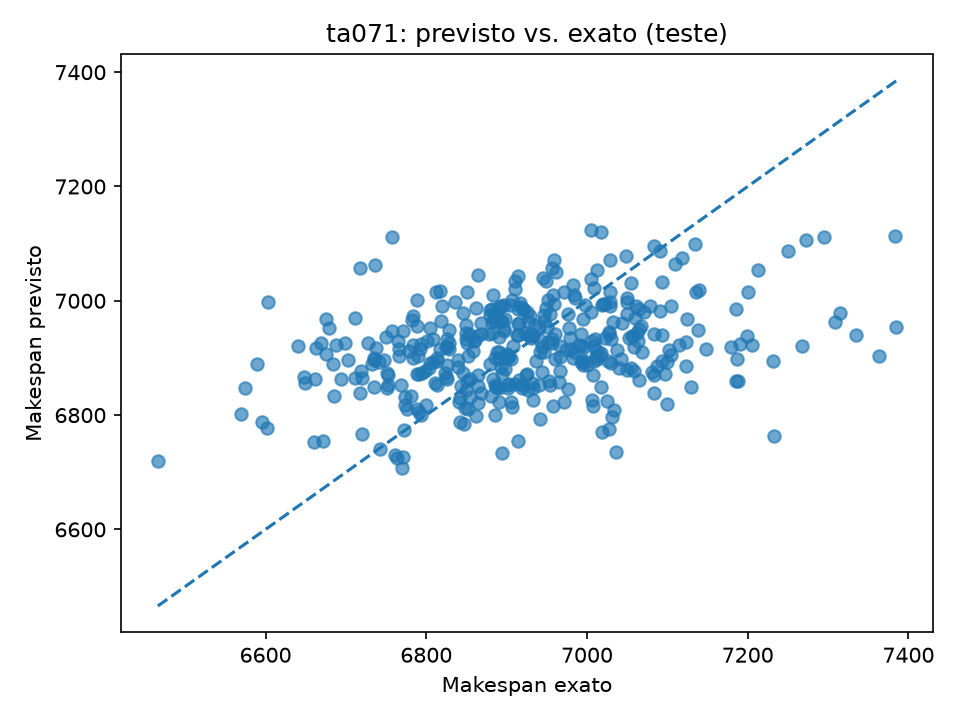 ta071: previsto vs. exato (teste)
7400
7200
7000
6800
6600
Makespan previsto
6600 6800 7000 7200 7400
Makespan exato